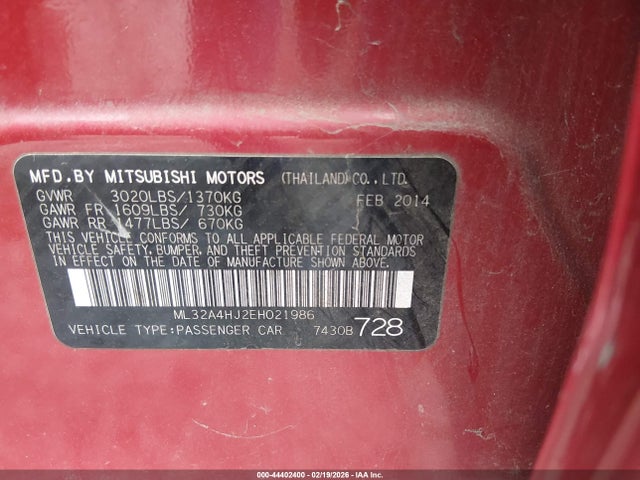 MFD.BY MITSUBISHI MOTORS (THAILAND) CO., LTD.
GVWR 3020LBS/1370KG FEB 2014
GAWR FR 1609LBS/ 730KG
GAWR RR 1477LBS/ 670KG
THIS VEHICLE CONFORMS TO ALL APPLICABLE FEDERAL MOTOR
VEHICLE SAFETY, BUMPER, AND THEFT PREVENTION STANDARDS
IN EFFECT ON THE DATE OF MANUFACTURE SHOWN ABOVE.
ML32A4HJ2EH021986
VEHICLE TYPE:PASSENGER CAR 7430B 728
000-44402400 - 02/19/2026 - IAA Inc.